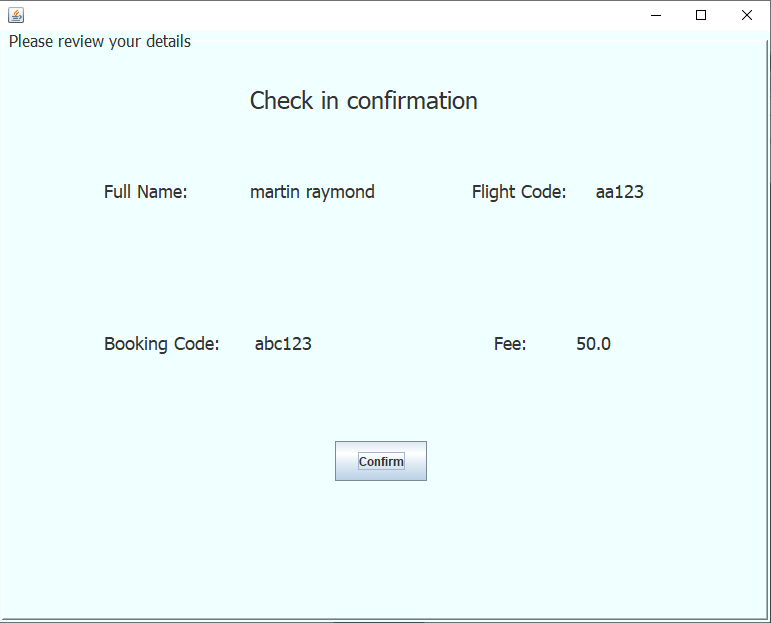 Please review your details
Check in confirmation
Full Name: martin raymond Flight Code: aa123
Booking Code: abc123 Fee: 50.0
Confirm